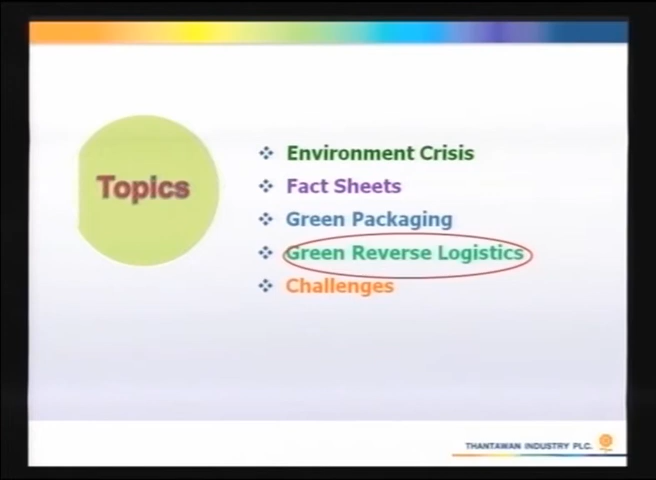 Topics
Environment Crisis
Fact Sheets
Green Packaging
Green Reverse Logistics
Challenges
THANTAWAN INDUSTRY PLC.